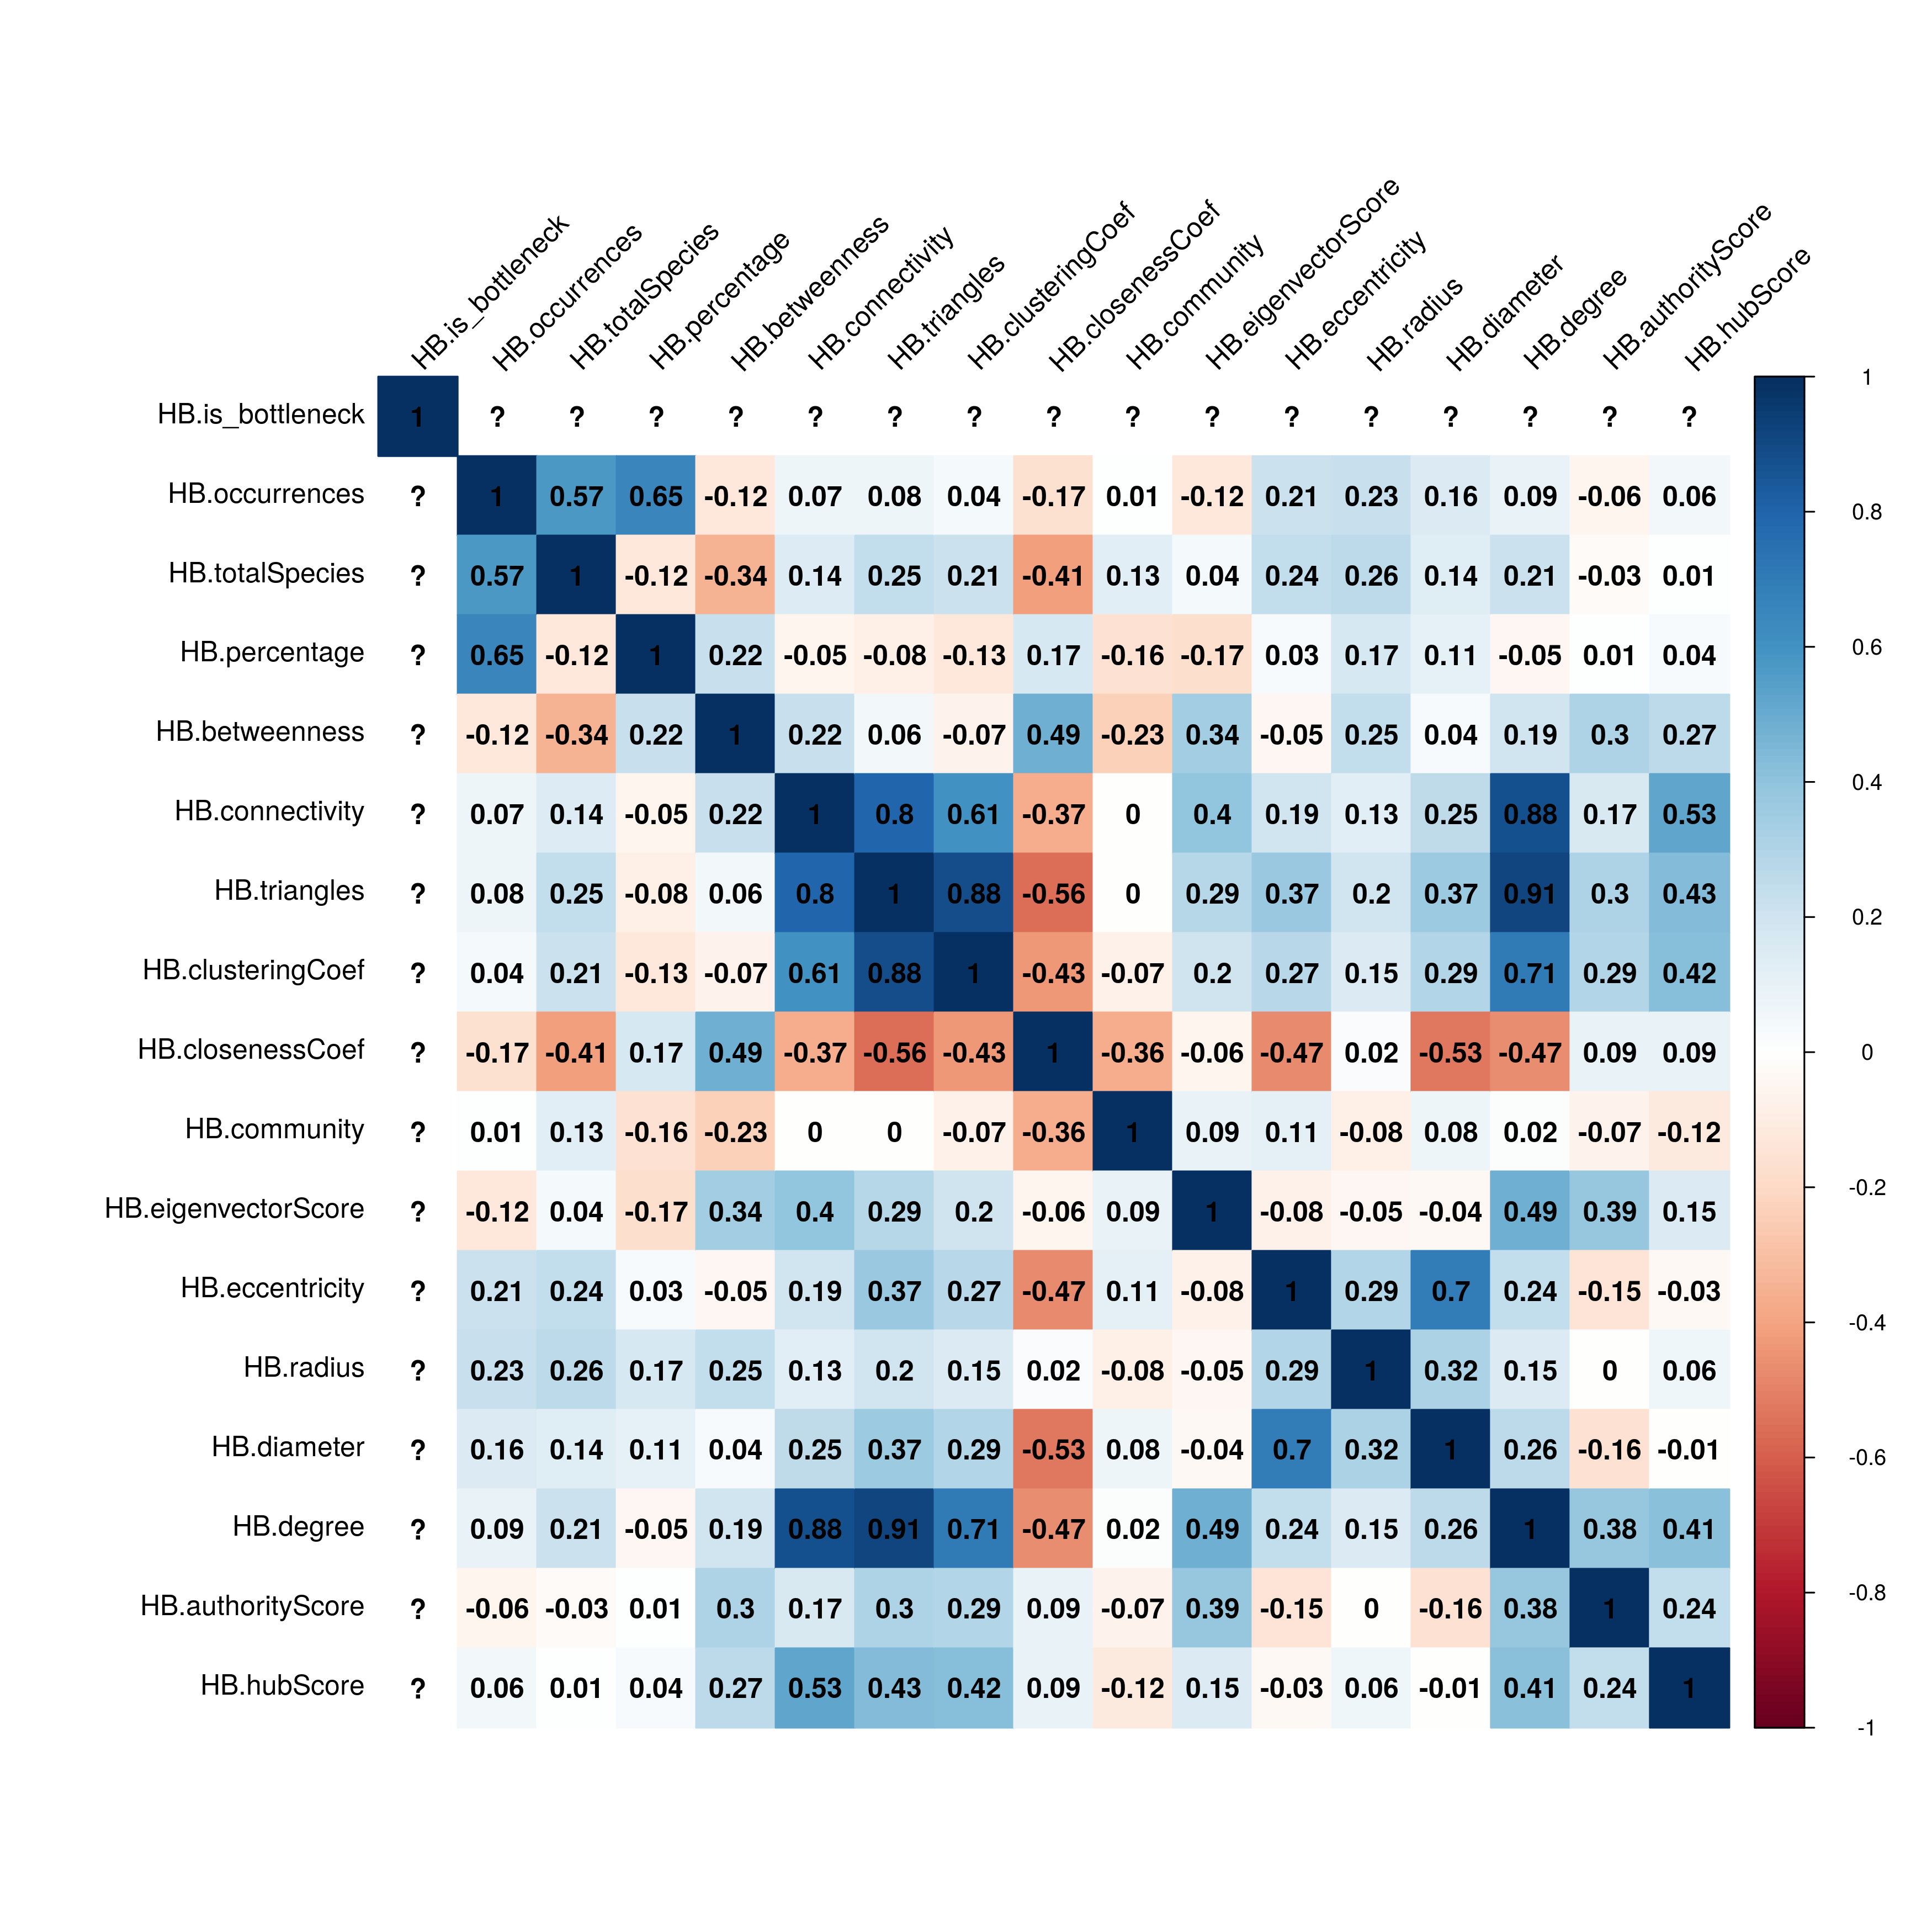 HB.is_bottleneck
HB.occurrences
HB.totalSpecies
HB.percentage
HB.betweenness
HB.connectivity
HB.triangles
HB.clusteringCoef
HB.closenessCoef
HB.community
HB.eigenvectorScore
HB.eccentricity
HB.radius
HB.diameter
HB.degree
HB.authorityScore
HB.hubScore
HB.is_bottleneck 1 ? ? ? ? ? ? ? ? ? ? ? ? ? ? ? ?
HB.occurrences ? 1 0.57 0.65 -0.12 0.07 0.08 0.04 -0.17 0.01 -0.12 0.21 0.23 0.16 0.09 -0.06 0.06
HB.totalSpecies ? 0.57 1 -0.12 -0.34 0.14 0.25 0.21 -0.41 0.13 0.04 0.24 0.26 0.14 0.21 -0.03 0.01
HB.percentage ? 0.65 -0.12 1 0.22 -0.05 -0.08 -0.13 0.17 -0.16 -0.17 0.03 0.17 0.11 -0.05 0.01 0.04
HB.betweenness ? -0.12 -0.34 0.22 1 0.22 0.06 -0.07 0.49 -0.23 0.34 -0.05 0.25 0.04 0.19 0.3 0.27
HB.connectivity ? 0.07 0.14 -0.05 0.22 1 0.8 0.61 -0.37 0 0.4 0.19 0.13 0.25 0.88 0.17 0.53
HB.triangles ? 0.08 0.25 -0.08 0.06 0.8 1 0.88 -0.56 0 0.29 0.37 0.2 0.37 0.91 0.3 0.43
HB.clusteringCoef ? 0.04 0.21 -0.13 -0.07 0.61 0.88 1 -0.43 -0.07 0.2 0.27 0.15 0.29 0.71 0.29 0.42
HB.closenessCoef ? -0.17 -0.41 0.17 0.49 -0.37 -0.56 -0.43 1 -0.36 -0.06 -0.47 0.02 -0.53 -0.47 0.09 0.09
HB.community ? 0.01 0.13 -0.16 -0.23 0 0 -0.07 -0.36 1 0.09 0.11 -0.08 0.08 0.02 -0.07 -0.12
HB.eigenvectorScore ? -0.12 0.04 -0.17 0.34 0.4 0.29 0.2 -0.06 0.09 1 -0.08 -0.05 -0.04 0.49 0.39 0.15
HB.eccentricity ? 0.21 0.24 0.03 -0.05 0.19 0.37 0.27 -0.47 0.11 -0.08 1 0.29 0.7 0.24 -0.15 -0.03
HB.radius ? 0.23 0.26 0.17 0.25 0.13 0.2 0.15 0.02 -0.08 -0.05 0.29 1 0.32 0.15 0 0.06
HB.diameter ? 0.16 0.14 0.11 0.04 0.25 0.37 0.29 -0.53 0.08 -0.04 0.7 0.32 1 0.26 -0.16 -0.01
HB.degree ? 0.09 0.21 -0.05 0.19 0.88 0.91 0.71 -0.47 0.02 0.49 0.24 0.15 0.26 1 0.38 0.41
HB.authorityScore ? -0.06 -0.03 0.01 0.3 0.17 0.3 0.29 0.09 -0.07 0.39 -0.15 0 -0.16 0.38 1 0.24
HB.hubScore ? 0.06 0.01 0.04 0.27 0.53 0.43 0.42 0.09 -0.12 0.15 -0.03 0.06 -0.01 0.41 0.24 1
1
0.8
0.6
0.4
0.2
0
-0.2
-0.4
-0.6
-0.8
-1